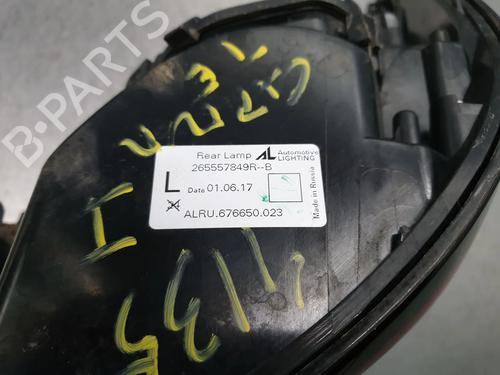 B-PARTS
Rear Lamp AL Automotive LIGHTING
265557849R--B
L Date 01.06.17
ALRU.676650.023
Made in Russia